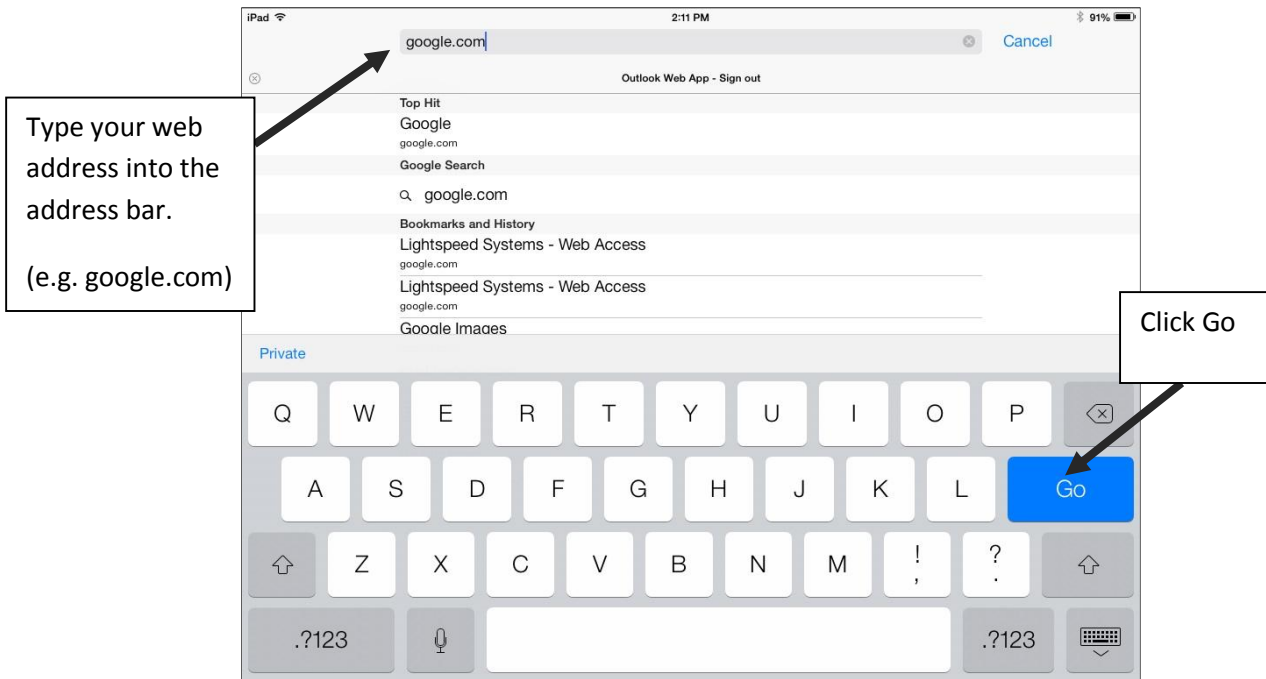 iPad 2:11 PM 91%
google.com Cancel
Outlook Web App - Sign out
Type your web
address into the
address bar.
(e.g. google.com)
Top Hit
Google
google.com
Google Search
google.com
Bookmarks and History
Lightspeed Systems - Web Access
google.com
Lightspeed Systems - Web Access
google.com
Google Images
Click Go
Private
Q W E R T Y U I O P
A S D F G H J K L Go
Z X C V B N M ! , ? .
.?123 .?123